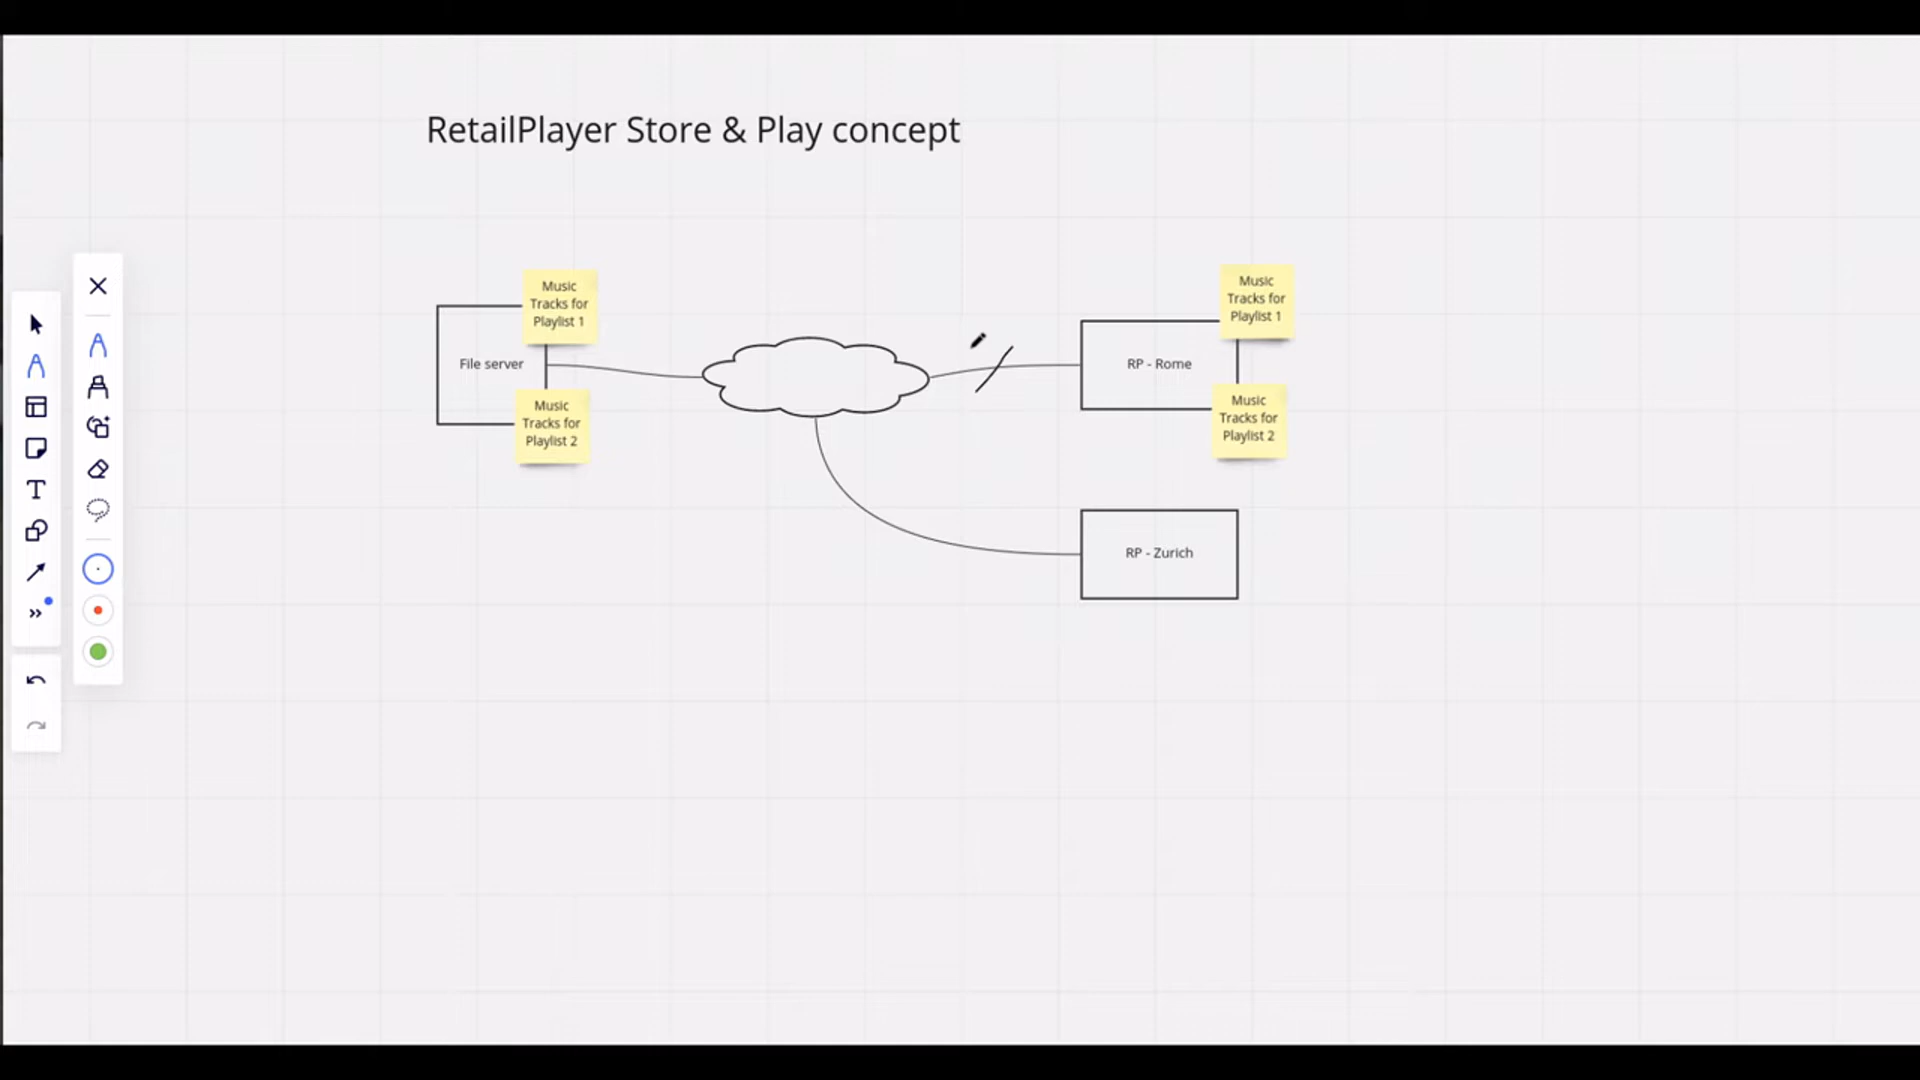 RetailPlayer Store & Play concept
Music
Tracks for
Playlist 1
File server
Music
Tracks for
Playlist 2
Music
Tracks for
Playlist 1
RP - Rome
Music
Tracks for
Playlist 2
RP - Zurich